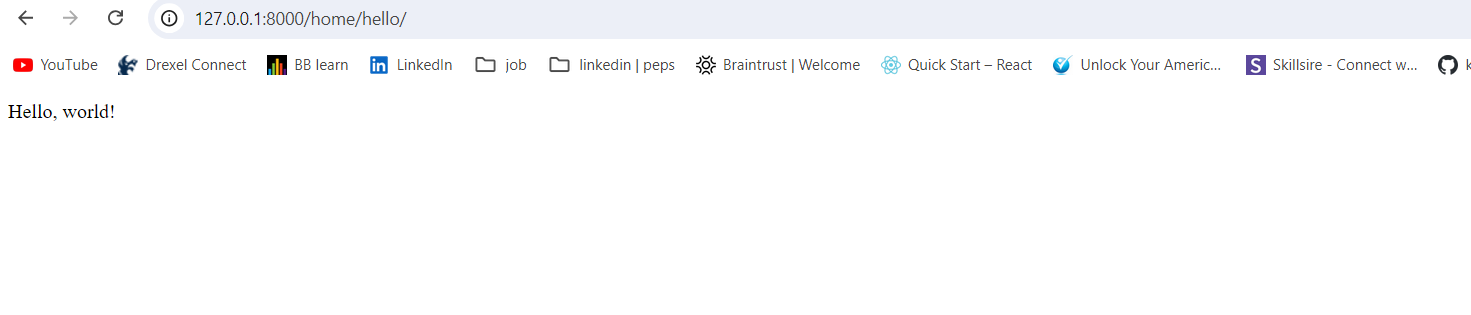 127.0.0.1:8000/home/hello/
YouTube Drexel Connect BB learn LinkedIn job linkedin | peps Braintrust | Welcome Quick Start – React Unlock Your Americ... Skillsire - Connect w... k
Hello, world!